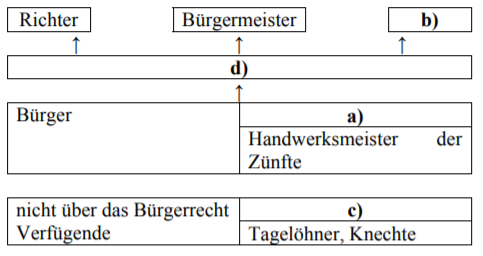 Richter Bürgermeister b)
d)
Bürger a)
Handwerksmeister der
Zünfte
nicht über das Bürgerrecht c)
Verfügende Tagelöhner, Knechte